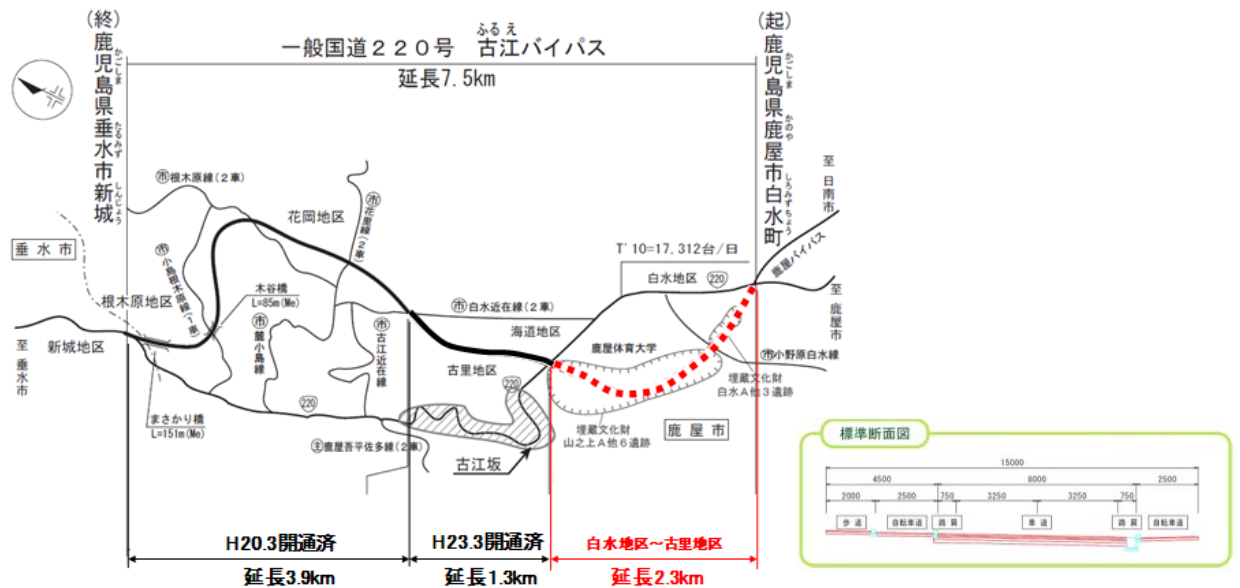 一般国道220号 古江バイパス
ふるえ
延長7.5km
(終)鹿児島県垂水市新城
かごしま
たるみず
しんじょう
(起)鹿児島県鹿屋市白水町
かごしま
かのや
しろみずちょう
至 日南市
市根木原線(2車)
花岡地区
市花里線(2車)
垂水市
市小島根木原線(1車)
木谷橋
L=85m(Me)
根木原地区
T'10=17,312台/日
白水地区
220
鹿屋バイパス
至 鹿屋市
市白水近在線(2車)
海道地区
至 垂水市
新城地区
市麓小島線
市古江近在線
鹿屋体育大学
市小野原白水線
古里地区
220
埋蔵文化財
白水A他3遺跡
まさかり橋
L=151m(Me)
220
埋蔵文化財
山之上A他6遺跡
鹿屋市
主鹿屋吾平佐多線(2車)
古江坂
H20.3開通済
H23.3開通済
白水地区～古里地区
延長3.9km
延長1.3km
延長2.3km
標準断面図
15000
4500
8000
2500
2000
2500
750
3250
3250
750
歩道
自転車道
路肩
車道
路肩
自転車道